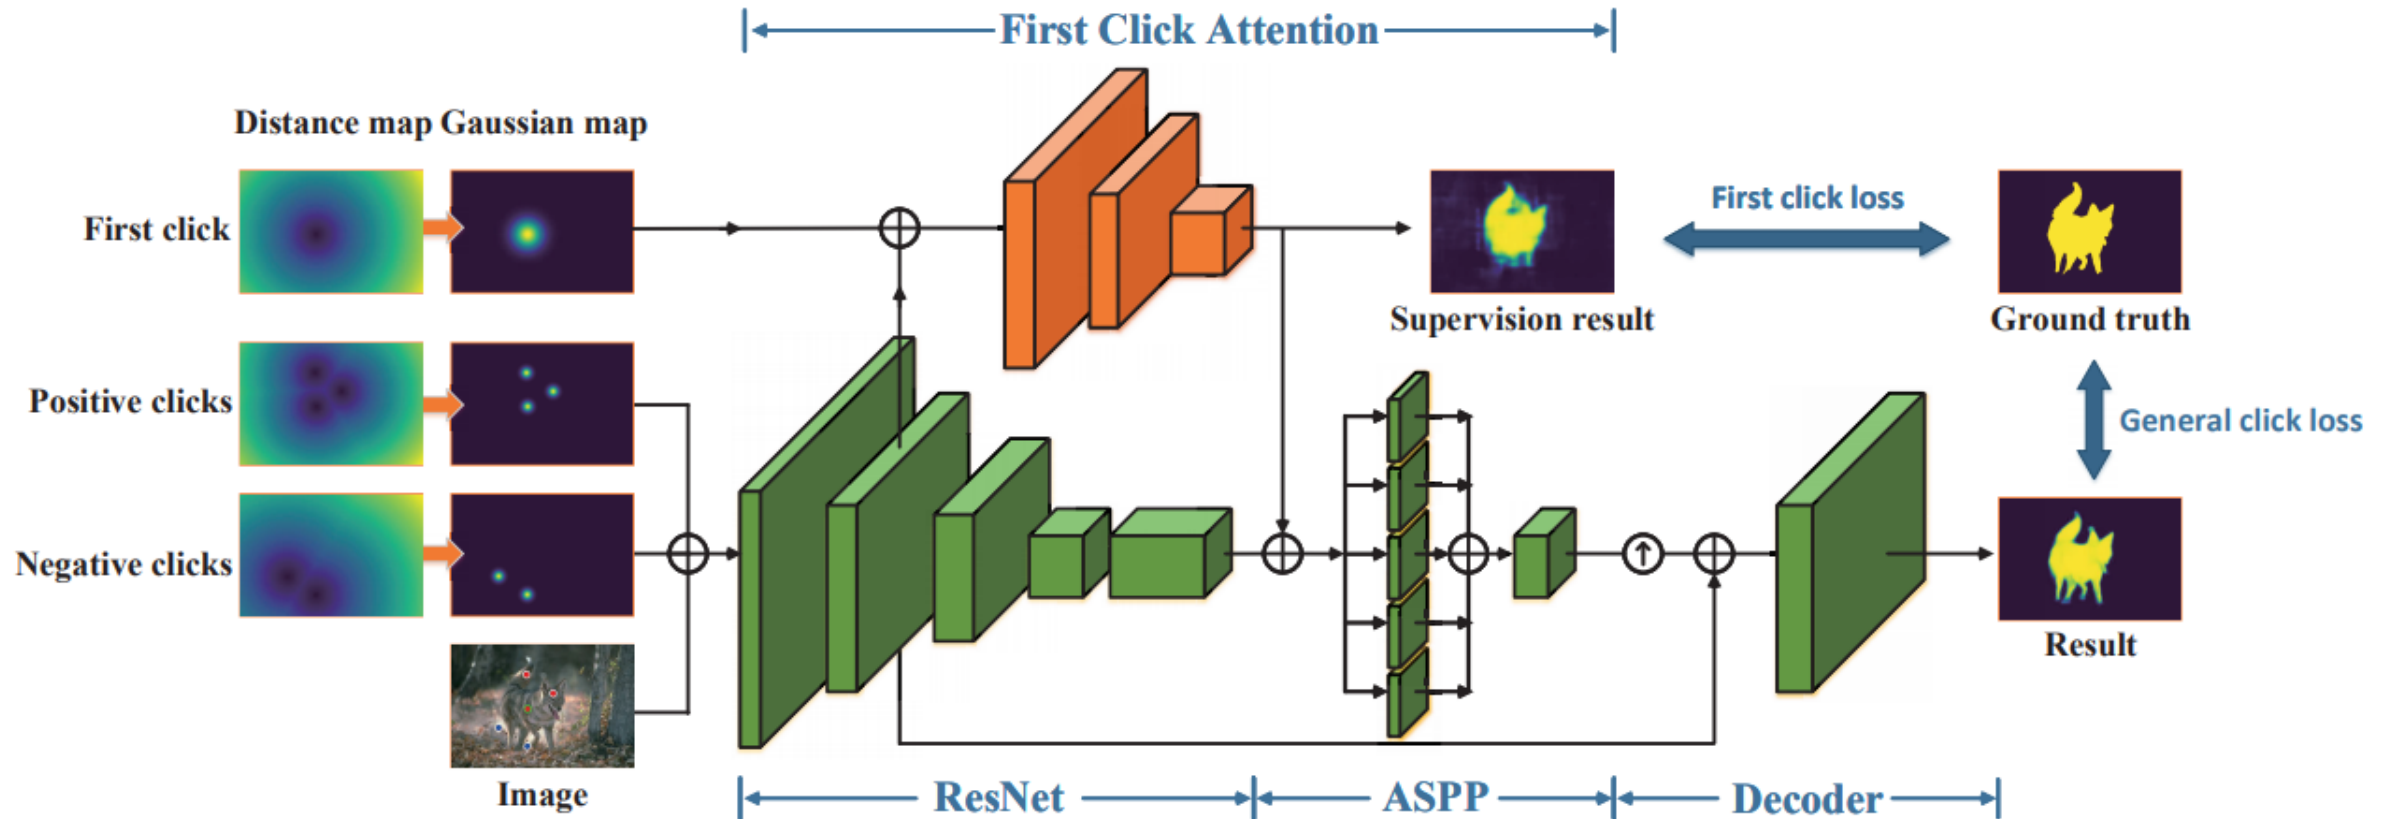 First Click Attention
Distance map Gaussian map
First click
First click loss
Supervision result
Ground truth
Positive clicks
General click loss
Negative clicks
Result
Image
ResNet
ASPP
Decoder